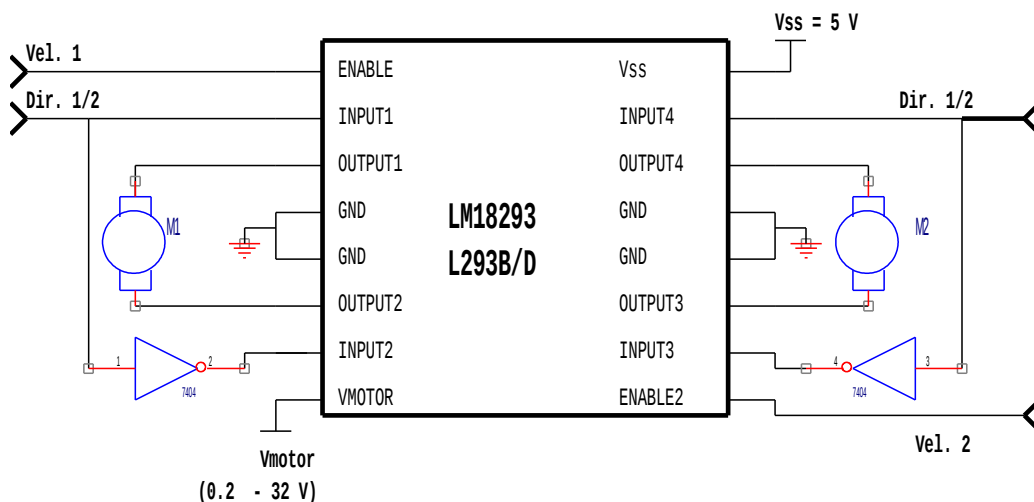 Vss = 5 V
Vel. 1
ENABLE
Vss
Dir. 1/2
Dir. 1/2
INPUT1
INPUT4
OUTPUT1
OUTPUT4
GND
GND
LM18293
M1
M2
GND
GND
L293B/D
OUTPUT2
OUTPUT3
INPUT2
INPUT3
1
2
4
3
7404
7404
VMOTOR
ENABLE2
Vel. 2
Vmotor
(0.2 - 32 V)